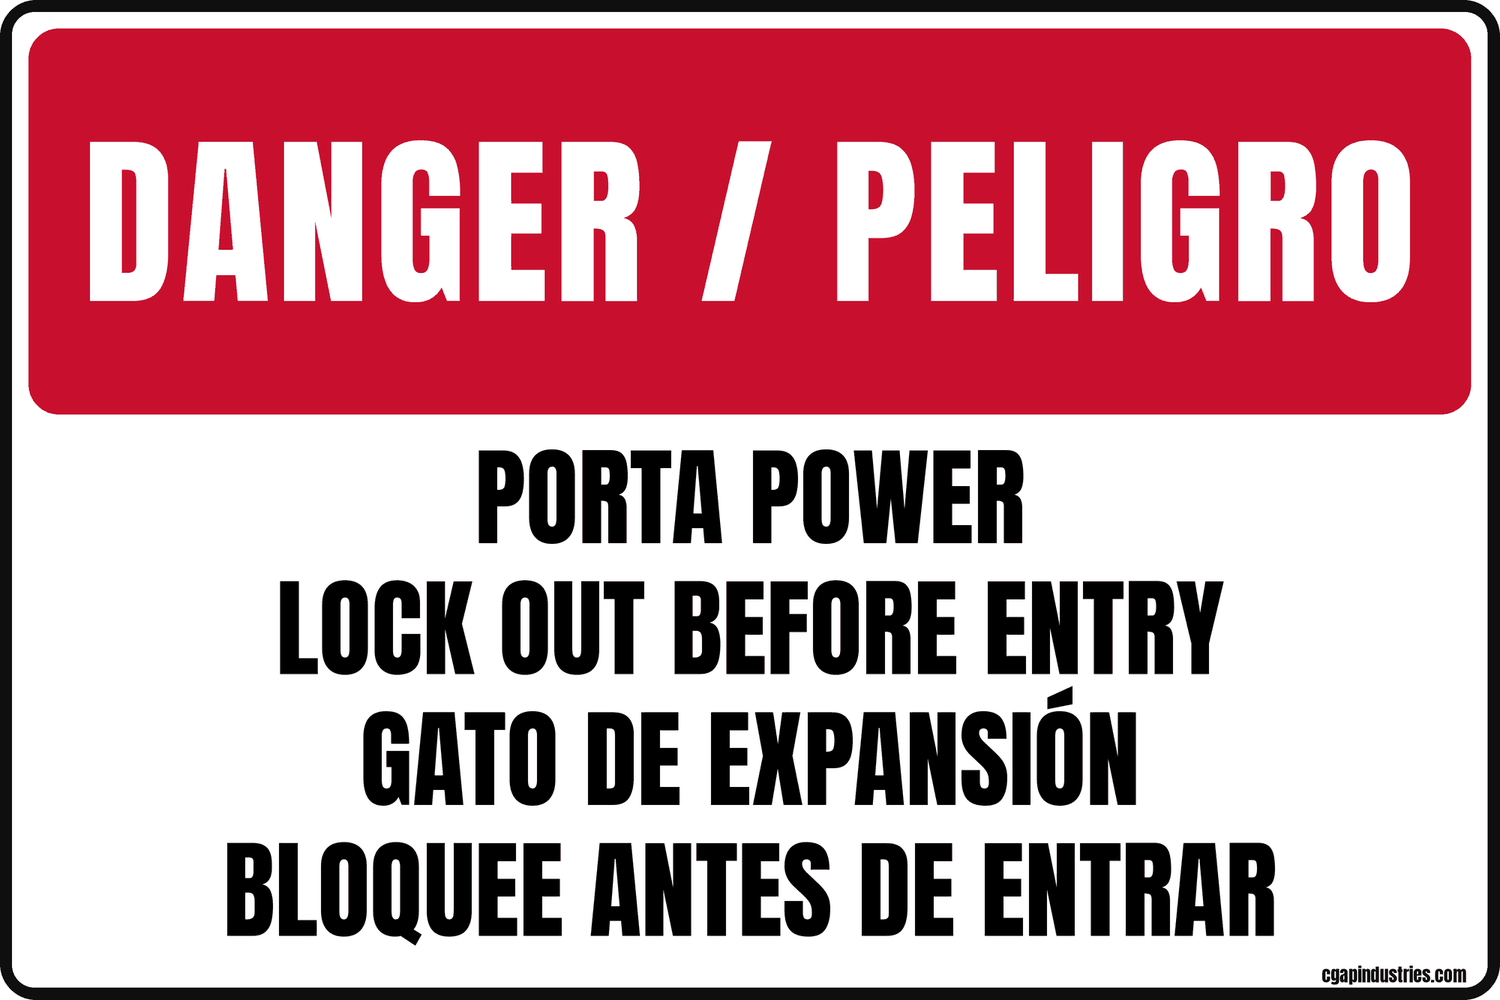 DANGER / PELIGRO
PORTA POWER
LOCK OUT BEFORE ENTRY
GATO DE EXPANSIÓN
BLOQUEE ANTES DE ENTRAR
cgapindustries.com